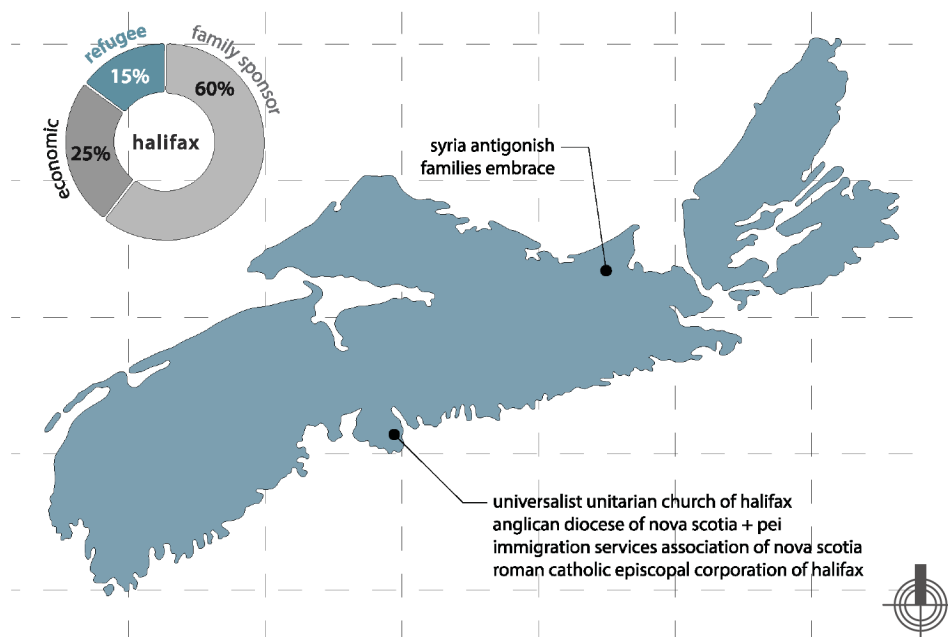 refugee
15%
family sponsor
60%
economic
25%
halifax
syria antigonish
families embrace
universalist unitarian church of halifax
anglican diocese of nova scotia + pei
immigration services association of nova scotia
roman catholic episcopal corporation of halifax